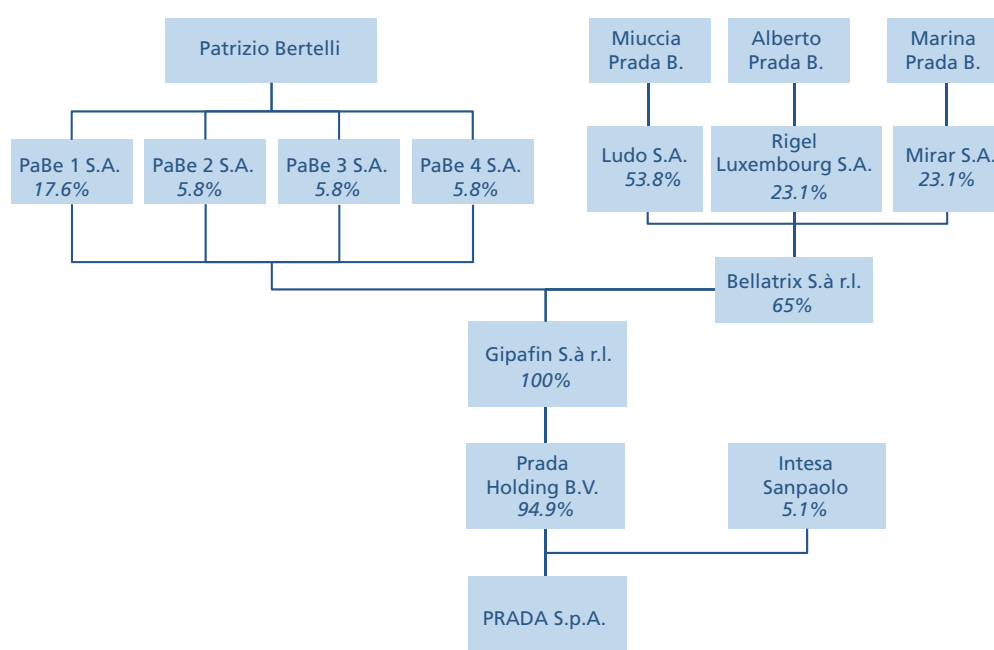 Patrizio Bertelli
Miuccia
Prada B.
Alberto
Prada B.
Marina
Prada B.
PaBe 1 S.A.
17.6%
PaBe 2 S.A.
5.8%
PaBe 3 S.A.
5.8%
PaBe 4 S.A.
5.8%
Ludo S.A.
53.8%
Rigel
Luxembourg S.A.
23.1%
Mirar S.A.
23.1%
Bellatrix S.à r.l.
65%
Gipafin S.à r.l.
100%
Prada
Holding B.V.
94.9%
Intesa
Sanpaolo
5.1%
PRADA S.p.A.